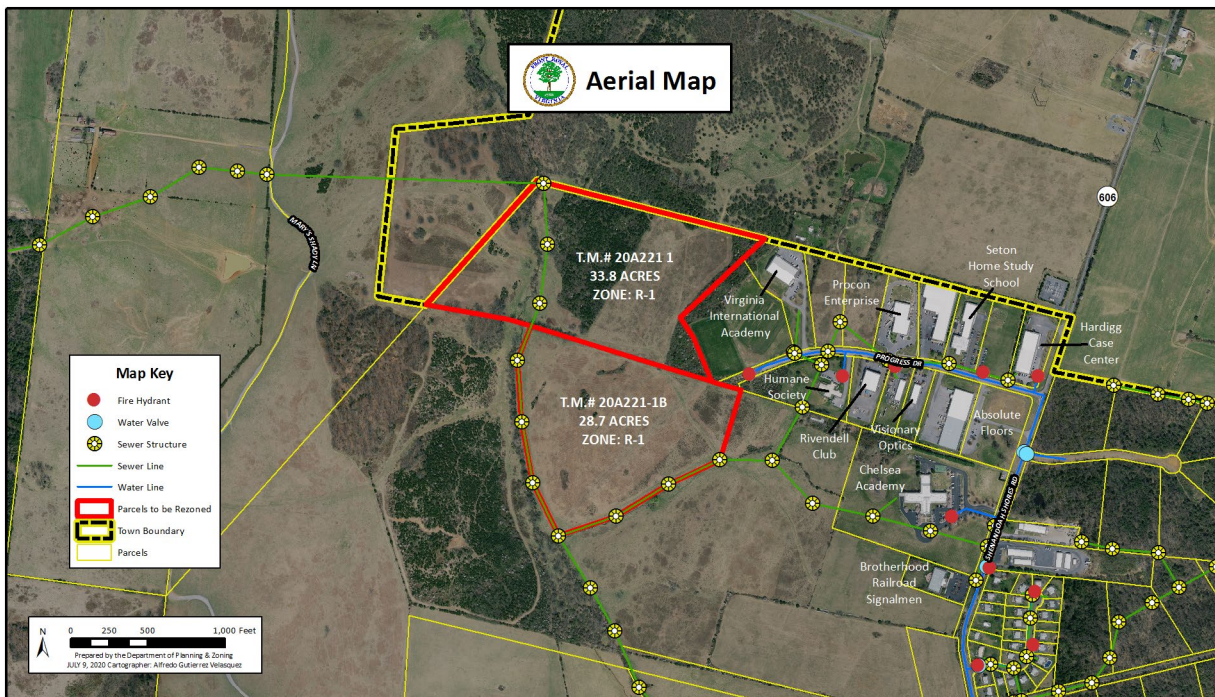 FRONT ROYAL
VIRGINIA
Aerial Map
606
MARY'S SHADY LN
T.M.# 20A221 1
33.8 ACRES
ZONE: R-1
Seton
Home Study
School
Procon
Enterprise
Virginia
International
Academy
Hardigg
Case
Center
PROGRESS DR
Humane
Society
T.M.# 20A221-1B
28.7 ACRES
ZONE: R-1
Rivendell
Club
Visionary
Optics
Absolute
Floors
Chelsea
Academy
SHENANDOAH SHORES RD
Brotherhood
Railroad
Signalmen
Map Key
Fire Hydrant
Water Valve
Sewer Structure
Sewer Line
Water Line
Parcels to be Rezoned
Town Boundary
Parcels
N
0 250 500 1,000 Feet
Prepared by the Department of Planning & Zoning
JULY 9, 2020 Cartographer: Alfredo Gutierrez Velasquez